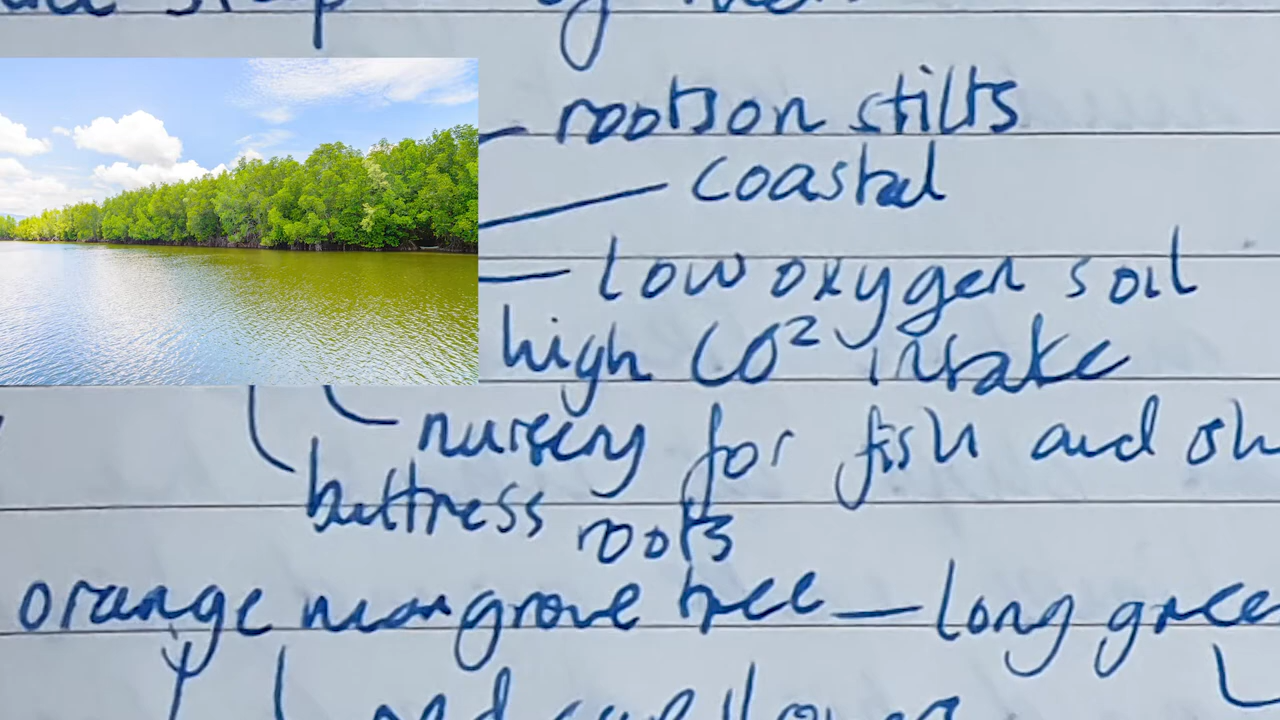 roots on stilts
coastal
low oxygen soil
high CO² intake
nursery for fish and
buttress roots
orange mangrove tree — long